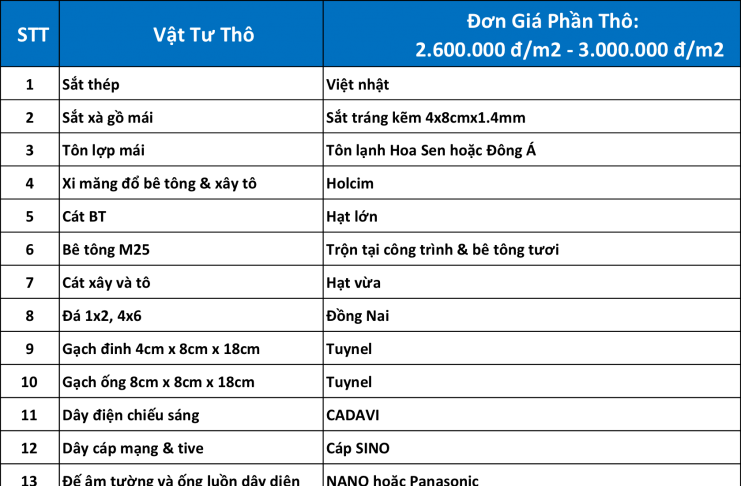 STT Vật Tư Thô Đơn Giá Phần Thô:
2.600.000 đ/m2 - 3.000.000 đ/m2
1 Sắt thép Việt nhật
2 Sắt xà gồ mái Sắt tráng kẽm 4x8cmx1.4mm
3 Tôn lợp mái Tôn lạnh Hoa Sen hoặc Đông Á
4 Xi măng đổ bê tông & xây tô Holcim
5 Cát BT Hạt lớn
6 Bê tông M25 Trộn tại công trình & bê tông tươi
7 Cát xây và tô Hạt vừa
8 Đá 1x2, 4x6 Đồng Nai
9 Gạch đinh 4cm x 8cm x 18cm Tuynel
10 Gạch ống 8cm x 8cm x 18cm Tuynel
11 Dây điện chiếu sáng CADAVI
12 Dây cáp mạng & tive Cáp SINO
13 Đế âm tường và ống luồn dây diện NANO hoặc Panasonic